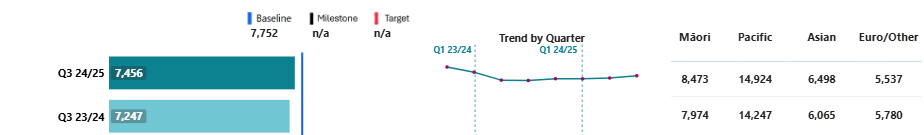 Baseline Milestone Target
7,752 n/a n/a
Trend by Quarter
Q1 23/24 Q1 24/25
Māori Pacific Asian Euro/Other
Q3 24/25 7,456 8,473 14,924 6,498 5,537
Q3 23/24 7,247 7,974 14,247 6,065 5,780